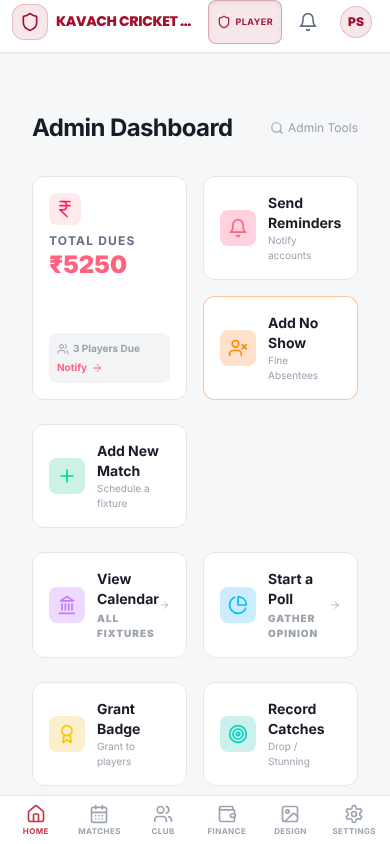 KAVACH CRICKET ...
PLAYER
PS
Admin Dashboard
Admin Tools
₹
TOTAL DUES
₹5250
3 Players Due
Notify →
Send
Reminders
Notify
accounts
Add No
Show
Fine
Absentees
Add New
Match
Schedule a
fixture
View
Calendar
ALL
FIXTURES
Start a
Poll
GATHER
OPINION
Grant
Badge
Grant to
players
Record
Catches
Drop /
Stunning
HOME
MATCHES
CLUB
FINANCE
DESIGN
SETTINGS